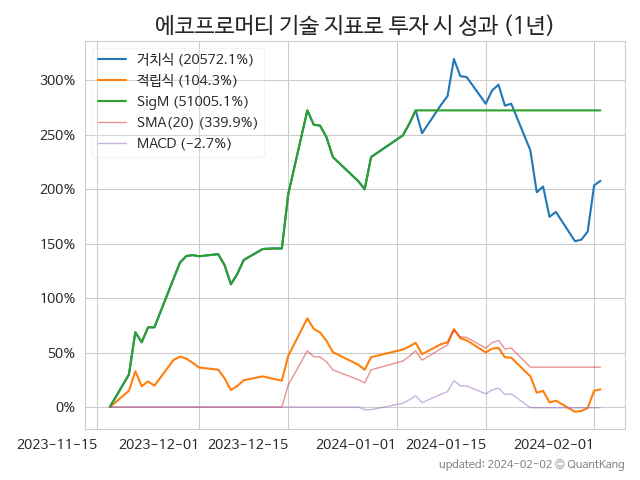 에코프로머티 기술 지표로 투자 시 성과 (1년)
거치식 (20572.1%)
적립식 (104.3%)
SigM (51005.1%)
SMA(20) (339.9%)
MACD (−2.7%)
300%
250%
200%
150%
100%
50%
0%
2023-11-15 2023-12-01 2023-12-15 2024-01-01 2024-01-15 2024-02-01
updated: 2024-02-02 © QuantKang